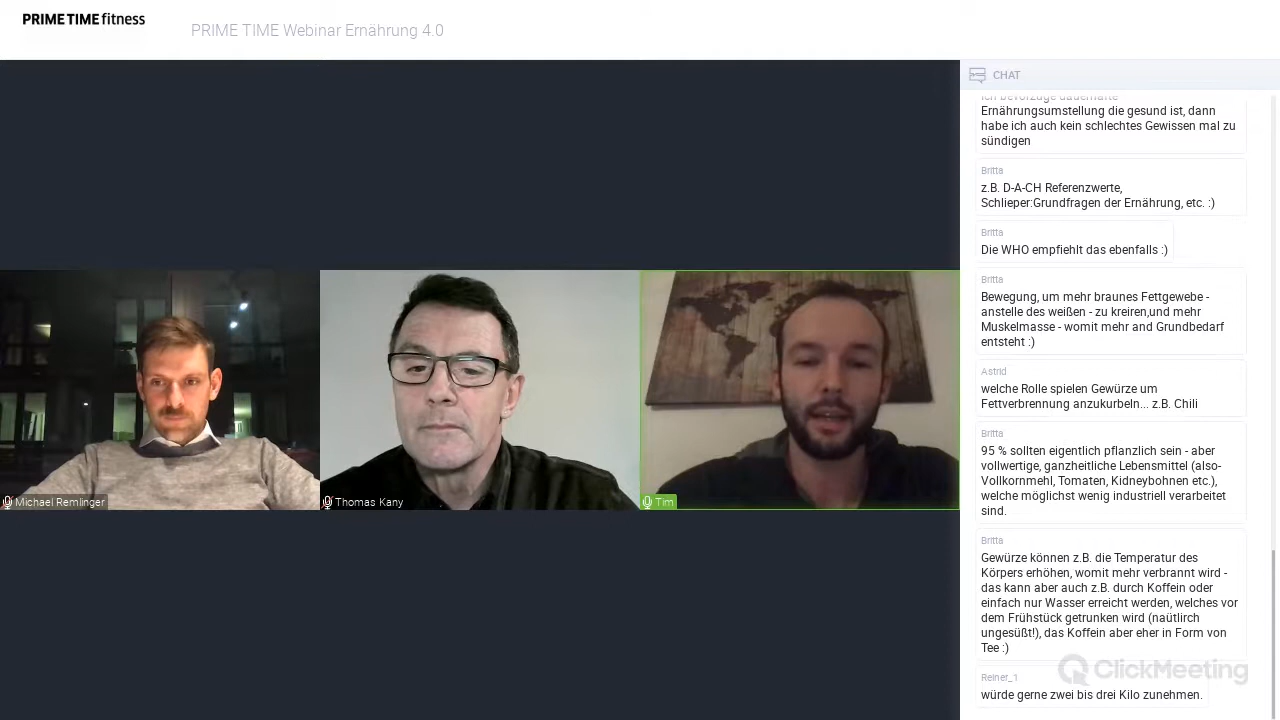 PRIME TIME fitness
PRIME TIME Webinar Ernährung 4.0
CHAT
Ich bevorzuge dauerhafte
Ernährungsumstellung die gesund ist, dann
habe ich auch kein schlechtes Gewissen mal zu
sündigen
Britta
z.B. D-A-CH Referenzwerte,
Schlieper:Grundfragen der Ernährung, etc. :)
Britta
Die WHO empfiehlt das ebenfalls :)
Britta
Bewegung, um mehr braunes Fettgewebe -
anstelle des weißen - zu kreiren,und mehr
Muskelmasse - womit mehr and Grundbedarf
entsteht :)
Astrid
welche Rolle spielen Gewürze um
Fettverbrennung anzukurbeln... z.B. Chili
Britta
95 % sollten eigentlich pflanzlich sein - aber
vollwertige, ganzheitliche Lebensmittel (also-
Vollkornmehl, Tomaten, Kidneybohnen etc.),
welche möglichst wenig industriell verarbeitet
sind.
Britta
Gewürze können z.B. die Temperatur des
Körpers erhöhen, womit mehr verbrannt wird -
das kann aber auch z.B. durch Koffein oder
einfach nur Wasser erreicht werden, welches vor
dem Frühstück getrunken wird (naütlirch
ungesüßt!), das Koffein aber eher in Form von
Tee :)
Reiner_1
würde gerne zwei bis drei Kilo zunehmen.
ClickMeeting
Michael Remlinger
Thomas Kany
Tim